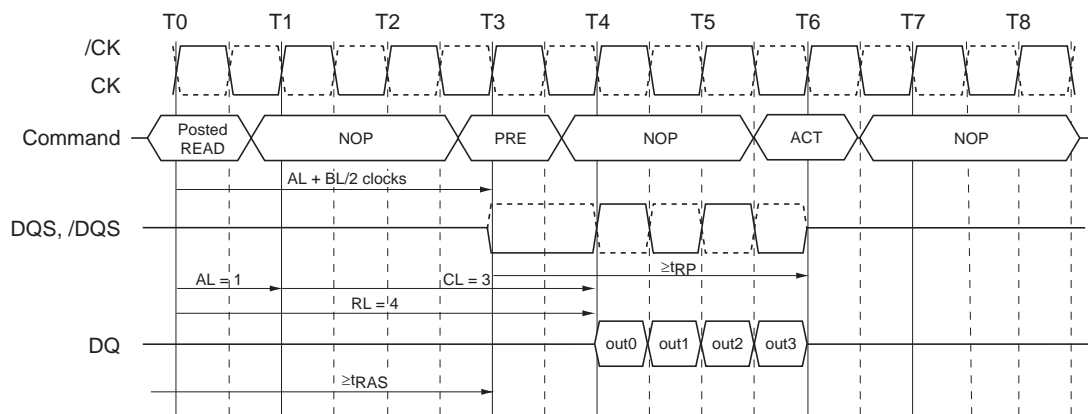 T0 T1 T2 T3 T4 T5 T6 T7 T8
/CK
CK
Command Posted READ NOP PRE NOP ACT NOP
AL + BL/2 clocks
DQS, /DQS
≥tRP
AL = 1 CL = 3
RL = 4
DQ out0 out1 out2 out3
≥tRAS